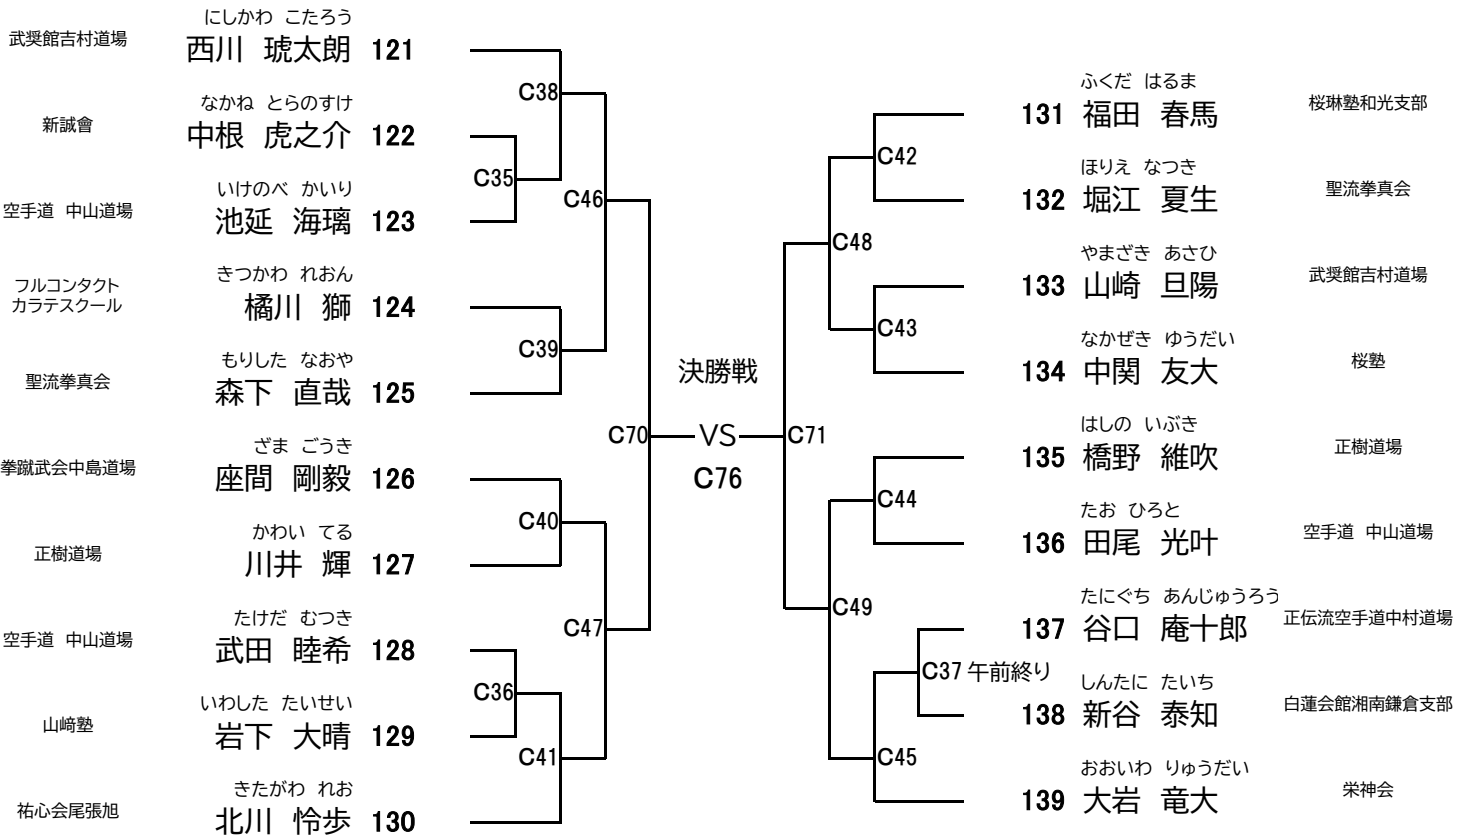 にしかわ こたろう
武奨館吉村道場 西川 琥太朗 121
C38
なかね とらのすけ
新誠會 中根 虎之介 122
C35
いけのべ かいり
空手道 中山道場 池延 海璃 123
C46
きつかわ れおん
フルコンタクト
カラテスクール 橘川 獅 124
C39
もりした なおや
聖流拳真会 森下 直哉 125
C70
ざま ごうき
拳蹴武会中島道場 座間 剛毅 126
C40
かわい てる
正樹道場 川井 輝 127
C47
たけだ むつき
空手道 中山道場 武田 睦希 128
C36
いわした たいせい
山﨑塾 岩下 大晴 129
C41
きたがわ れお
祐心会尾張旭 北川 怜歩 130
決勝戦
VS
C76
ふくだ はるま
131 福田 春馬 桜琳塾和光支部
C42
ほりえ なつき
132 堀江 夏生 聖流拳真会
C48
やまざき あさひ
133 山崎 旦陽 武奨館吉村道場
C43
なかぜき ゆうだい
134 中関 友大 桜塾
C71
はしの いぶき
135 橋野 維吹 正樹道場
C44
たお ひろと
136 田尾 光叶 空手道 中山道場
C49
たにぐち あんじゅうろう
137 谷口 庵十郎 正伝流空手道中村道場
C37 午前終り
しんたに たいち
138 新谷 泰知 白蓮会館湘南鎌倉支部
C45
おおいわ りゅうだい
139 大岩 竜大 栄神会